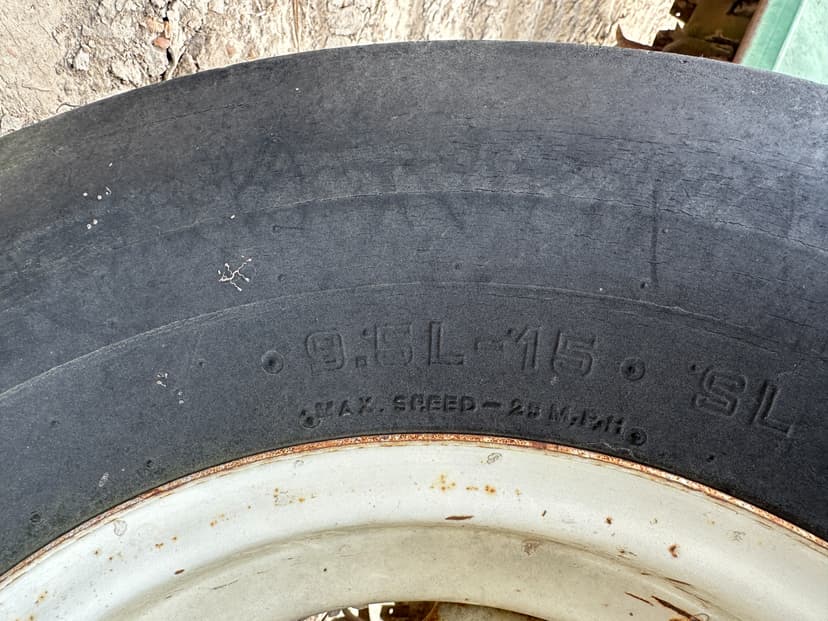 • 9.5L-15 • SL
• MAX. SPEED - 25 M.P.H. •